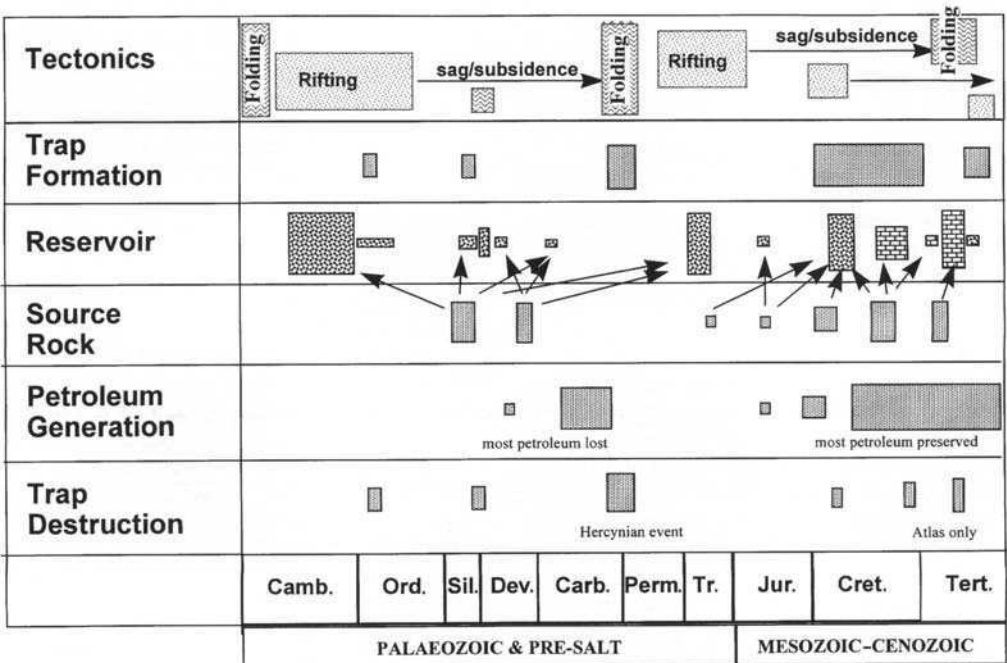 Tectonics
Folding
Rifting
sag/subsidence
Folding
Rifting
sag/subsidence
Folding
Trap
Formation
Reservoir
Source
Rock
Petroleum
Generation
most petroleum lost
most petroleum preserved
Trap
Destruction
Hercynian event
Atlas only
Camb.
Ord.
Sil.
Dev.
Carb.
Perm.
Tr.
Jur.
Cret.
Tert.
PALAEOZOIC & PRE-SALT
MESOZOIC-CENOZOIC